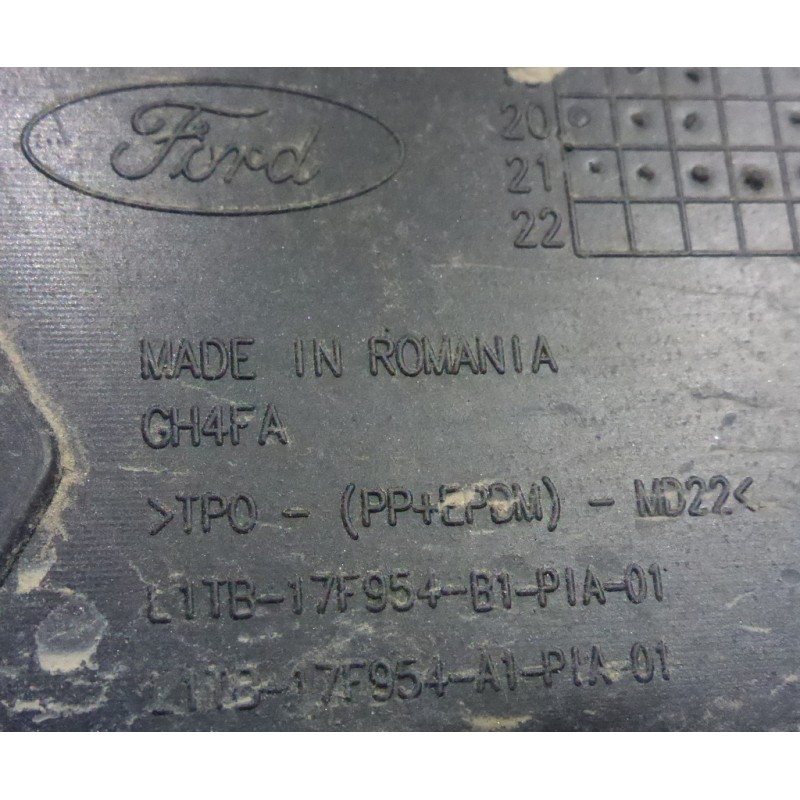 Ford
20
21
22
MADE IN ROMANIA
GH4FA
>TPO - (PP+EPDM) - MD22<
L1TB-17F954-B1-PIA-01
L1TB-17F954-A1-PIA-01